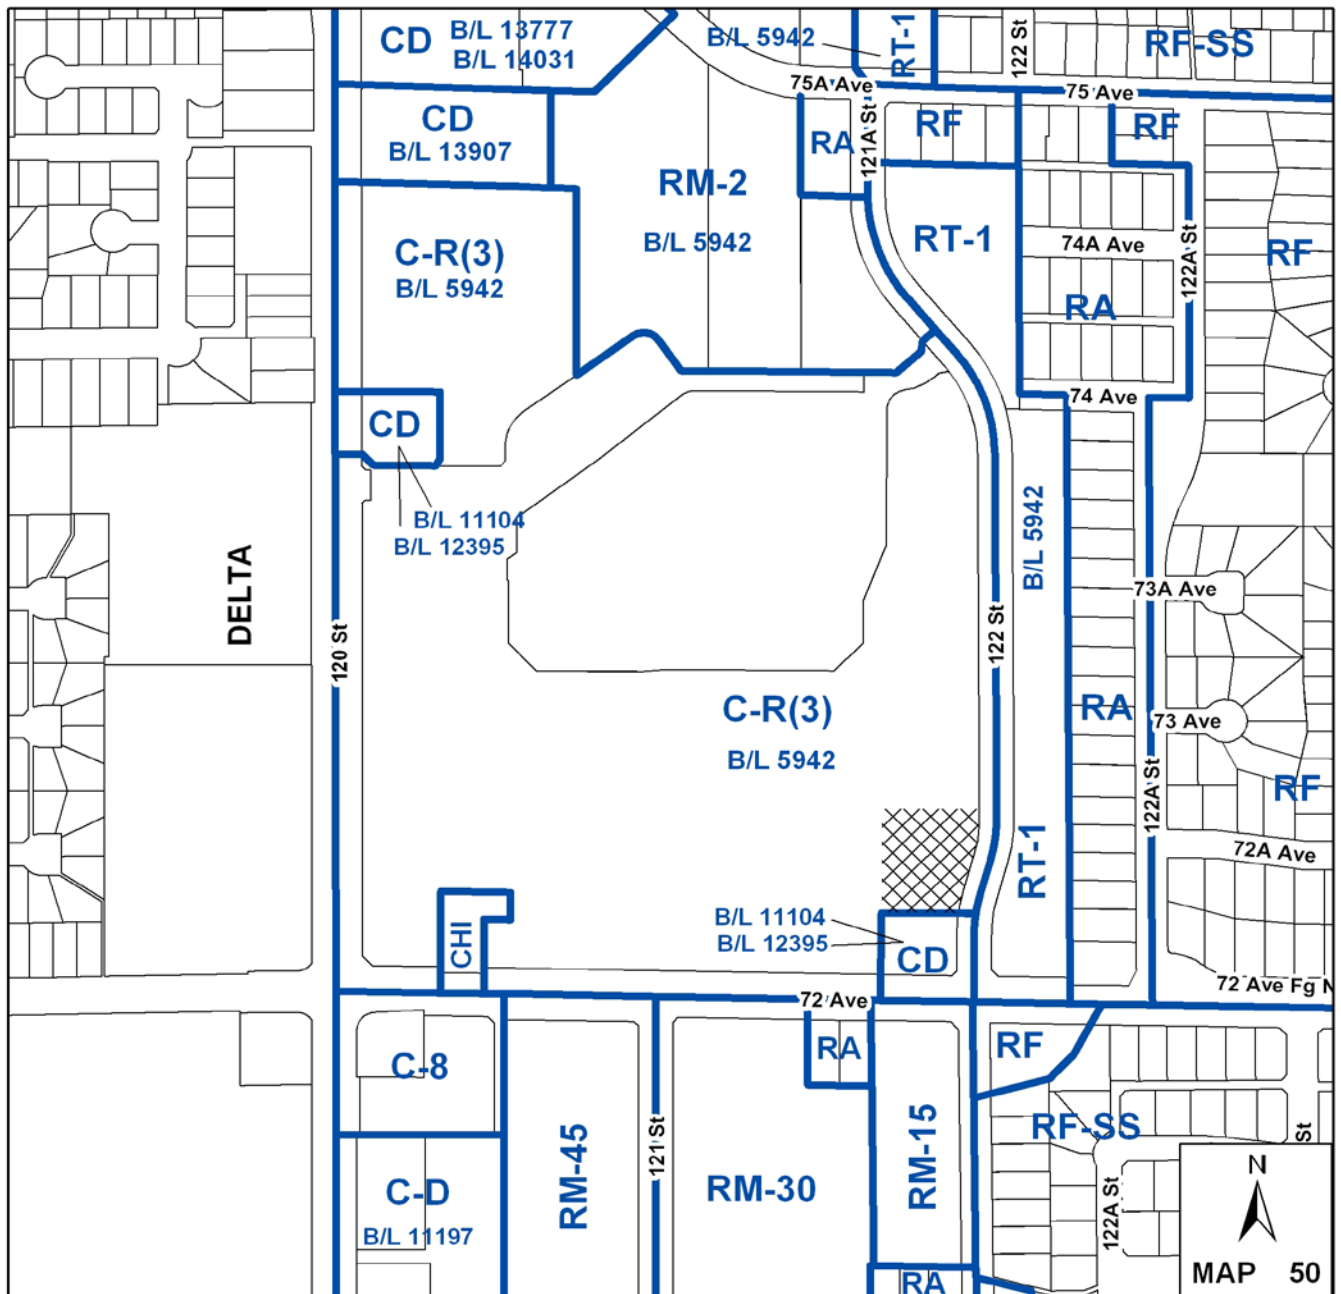 CD
B/L 13777
B/L 14031
B/L 5942
RT-1
122 St
RF-SS
75A Ave
75 Ave
CD
B/L 13907
RA
121A St
RF
RF
RM-2
B/L 5942
C-R(3)
B/L 5942
RT-1
74A Ave
122A St
RF
RA
74 Ave
CD
B/L 11104
B/L 12395
B/L 5942
DELTA
120 St
73A Ave
122 St
C-R(3)
B/L 5942
RA
73 Ave
122A St
RF
RT-1
72A Ave
CHI
B/L 11104
B/L 12395
CD
72 Ave
72 Ave Fg N
C-8
RA
RF
RM-45
121 St
RM-15
RF-SS
St
C-D
B/L 11197
RM-30
122A St
N
RA
MAP 50